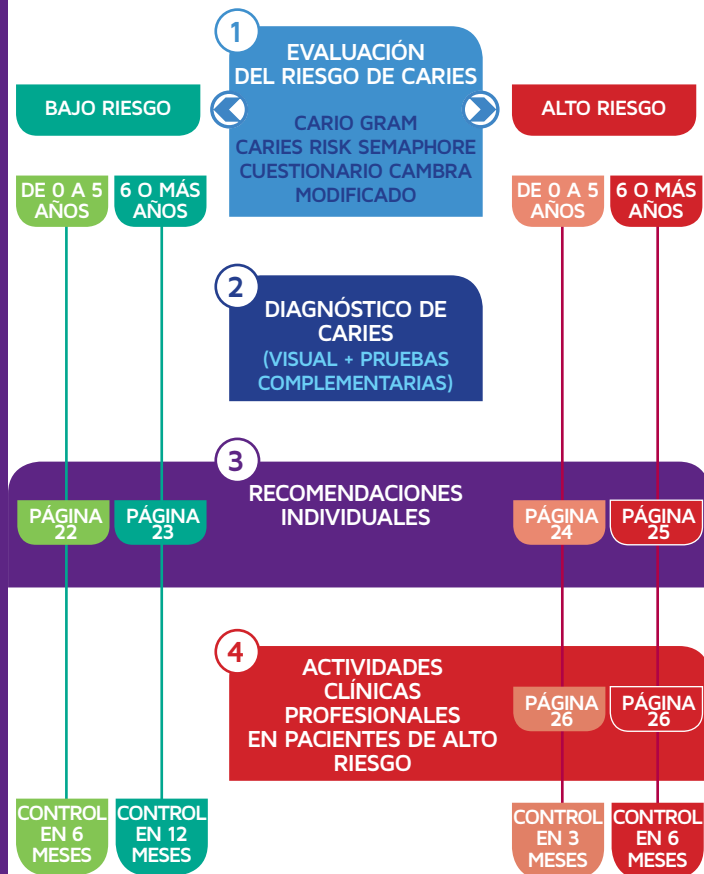 1
EVALUACIÓN
DEL RIESGO DE CARIES
CARIO GRAM
CARIES RISK SEMAPHORE
CUESTIONARIO CAMBRA
MODIFICADO
BAJO RIESGO
ALTO RIESGO
DE 0 A 5
AÑOS
6 O MÁS
AÑOS
DE 0 A 5
AÑOS
6 O MÁS
AÑOS
2
DIAGNÓSTICO DE
CARIES
(VISUAL + PRUEBAS
COMPLEMENTARIAS)
3
RECOMENDACIONES
INDIVIDUALES
PÁGINA
22
PÁGINA
23
PÁGINA
24
PÁGINA
25
4
ACTIVIDADES
CLÍNICAS
PROFESIONALES
EN PACIENTES DE ALTO
RIESGO
PÁGINA
26
PÁGINA
26
CONTROL
EN 6
MESES
CONTROL
EN 12
MESES
CONTROL
EN 3
MESES
CONTROL
EN 6
MESES